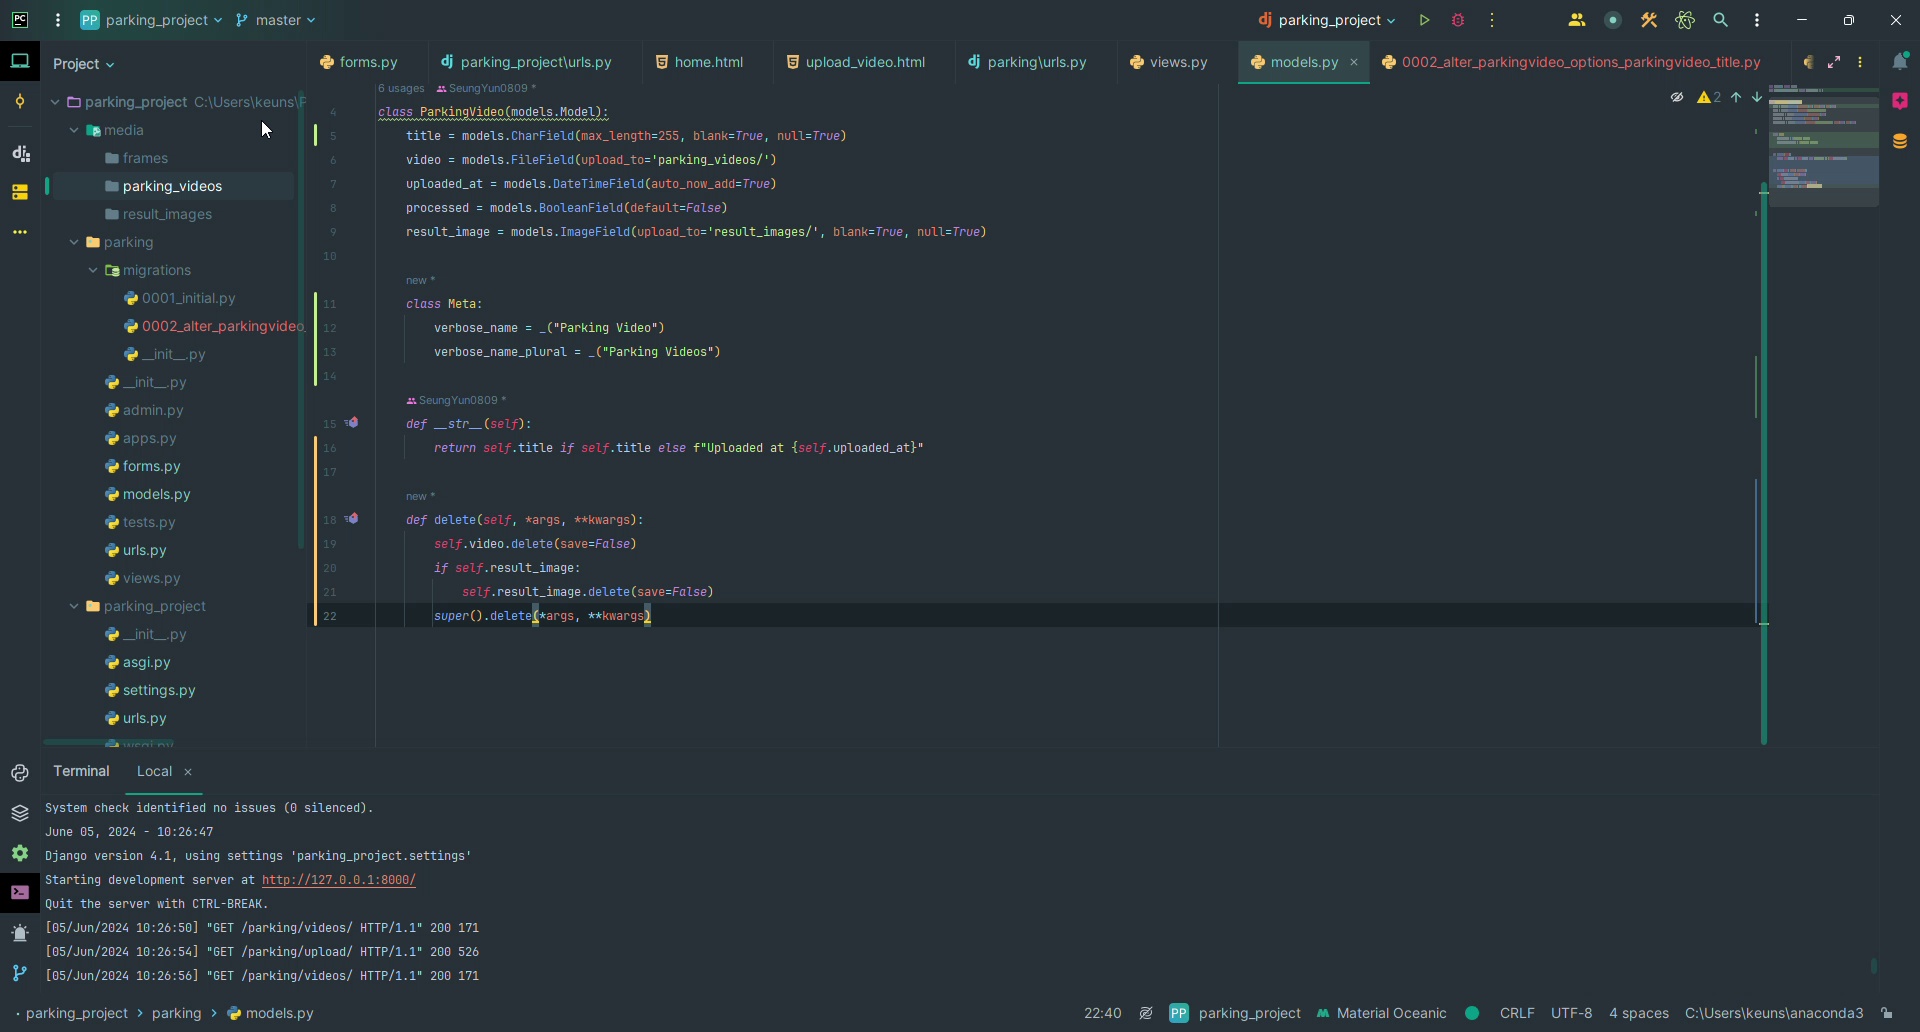 PC PP parking_project master dj parking_project
Project
forms.py dj parking_project\urls.py home.html upload_video.html dj parking\urls.py views.py models.py 0002_alter_parkingvideo_options_parkingvideo_title.py
parking_project C:\Users\keuns\P
media
frames
parking_videos
result_images
parking
migrations
0001_initial.py
0002_alter_parkingvideo_
__init__.py
__init__.py
admin.py
apps.py
forms.py
models.py
tests.py
urls.py
views.py
parking_project
__init__.py
asgi.py
settings.py
urls.py
wsgi.py
6 usages SeungYun0809 *
2
4 class ParkingVideo(models.Model):
5 title = models.CharField(max_length=255, blank=True, null=True)
6 video = models.FileField(upload_to='parking_videos/')
7 uploaded_at = models.DateTimeField(auto_now_add=True)
8 processed = models.BooleanField(default=False)
9 result_image = models.ImageField(upload_to='result_images/', blank=True, null=True)
10
new *
11 class Meta:
12 verbose_name = _("Parking Video")
13 verbose_name_plural = _("Parking Videos")
14
SeungYun0809 *
15 def __str__(self):
16 return self.title if self.title else f"Uploaded at {self.uploaded_at}"
17
new *
18 def delete(self, *args, **kwargs):
19 self.video.delete(save=False)
20 if self.result_image:
21 self.result_image.delete(save=False)
22 super().delete(*args, **kwargs)
Terminal Local
System check identified no issues (0 silenced).
June 05, 2024 - 10:26:47
Django version 4.1, using settings 'parking_project.settings'
Starting development server at http://127.0.0.1:8000/
Quit the server with CTRL-BREAK.
[05/Jun/2024 10:26:50] "GET /parking/videos/ HTTP/1.1" 200 171
[05/Jun/2024 10:26:54] "GET /parking/upload/ HTTP/1.1" 200 526
[05/Jun/2024 10:26:56] "GET /parking/videos/ HTTP/1.1" 200 171
parking_project > parking > models.py 22:40 PP parking_project Material Oceanic CRLF UTF-8 4 spaces C:\Users\keuns\anaconda3